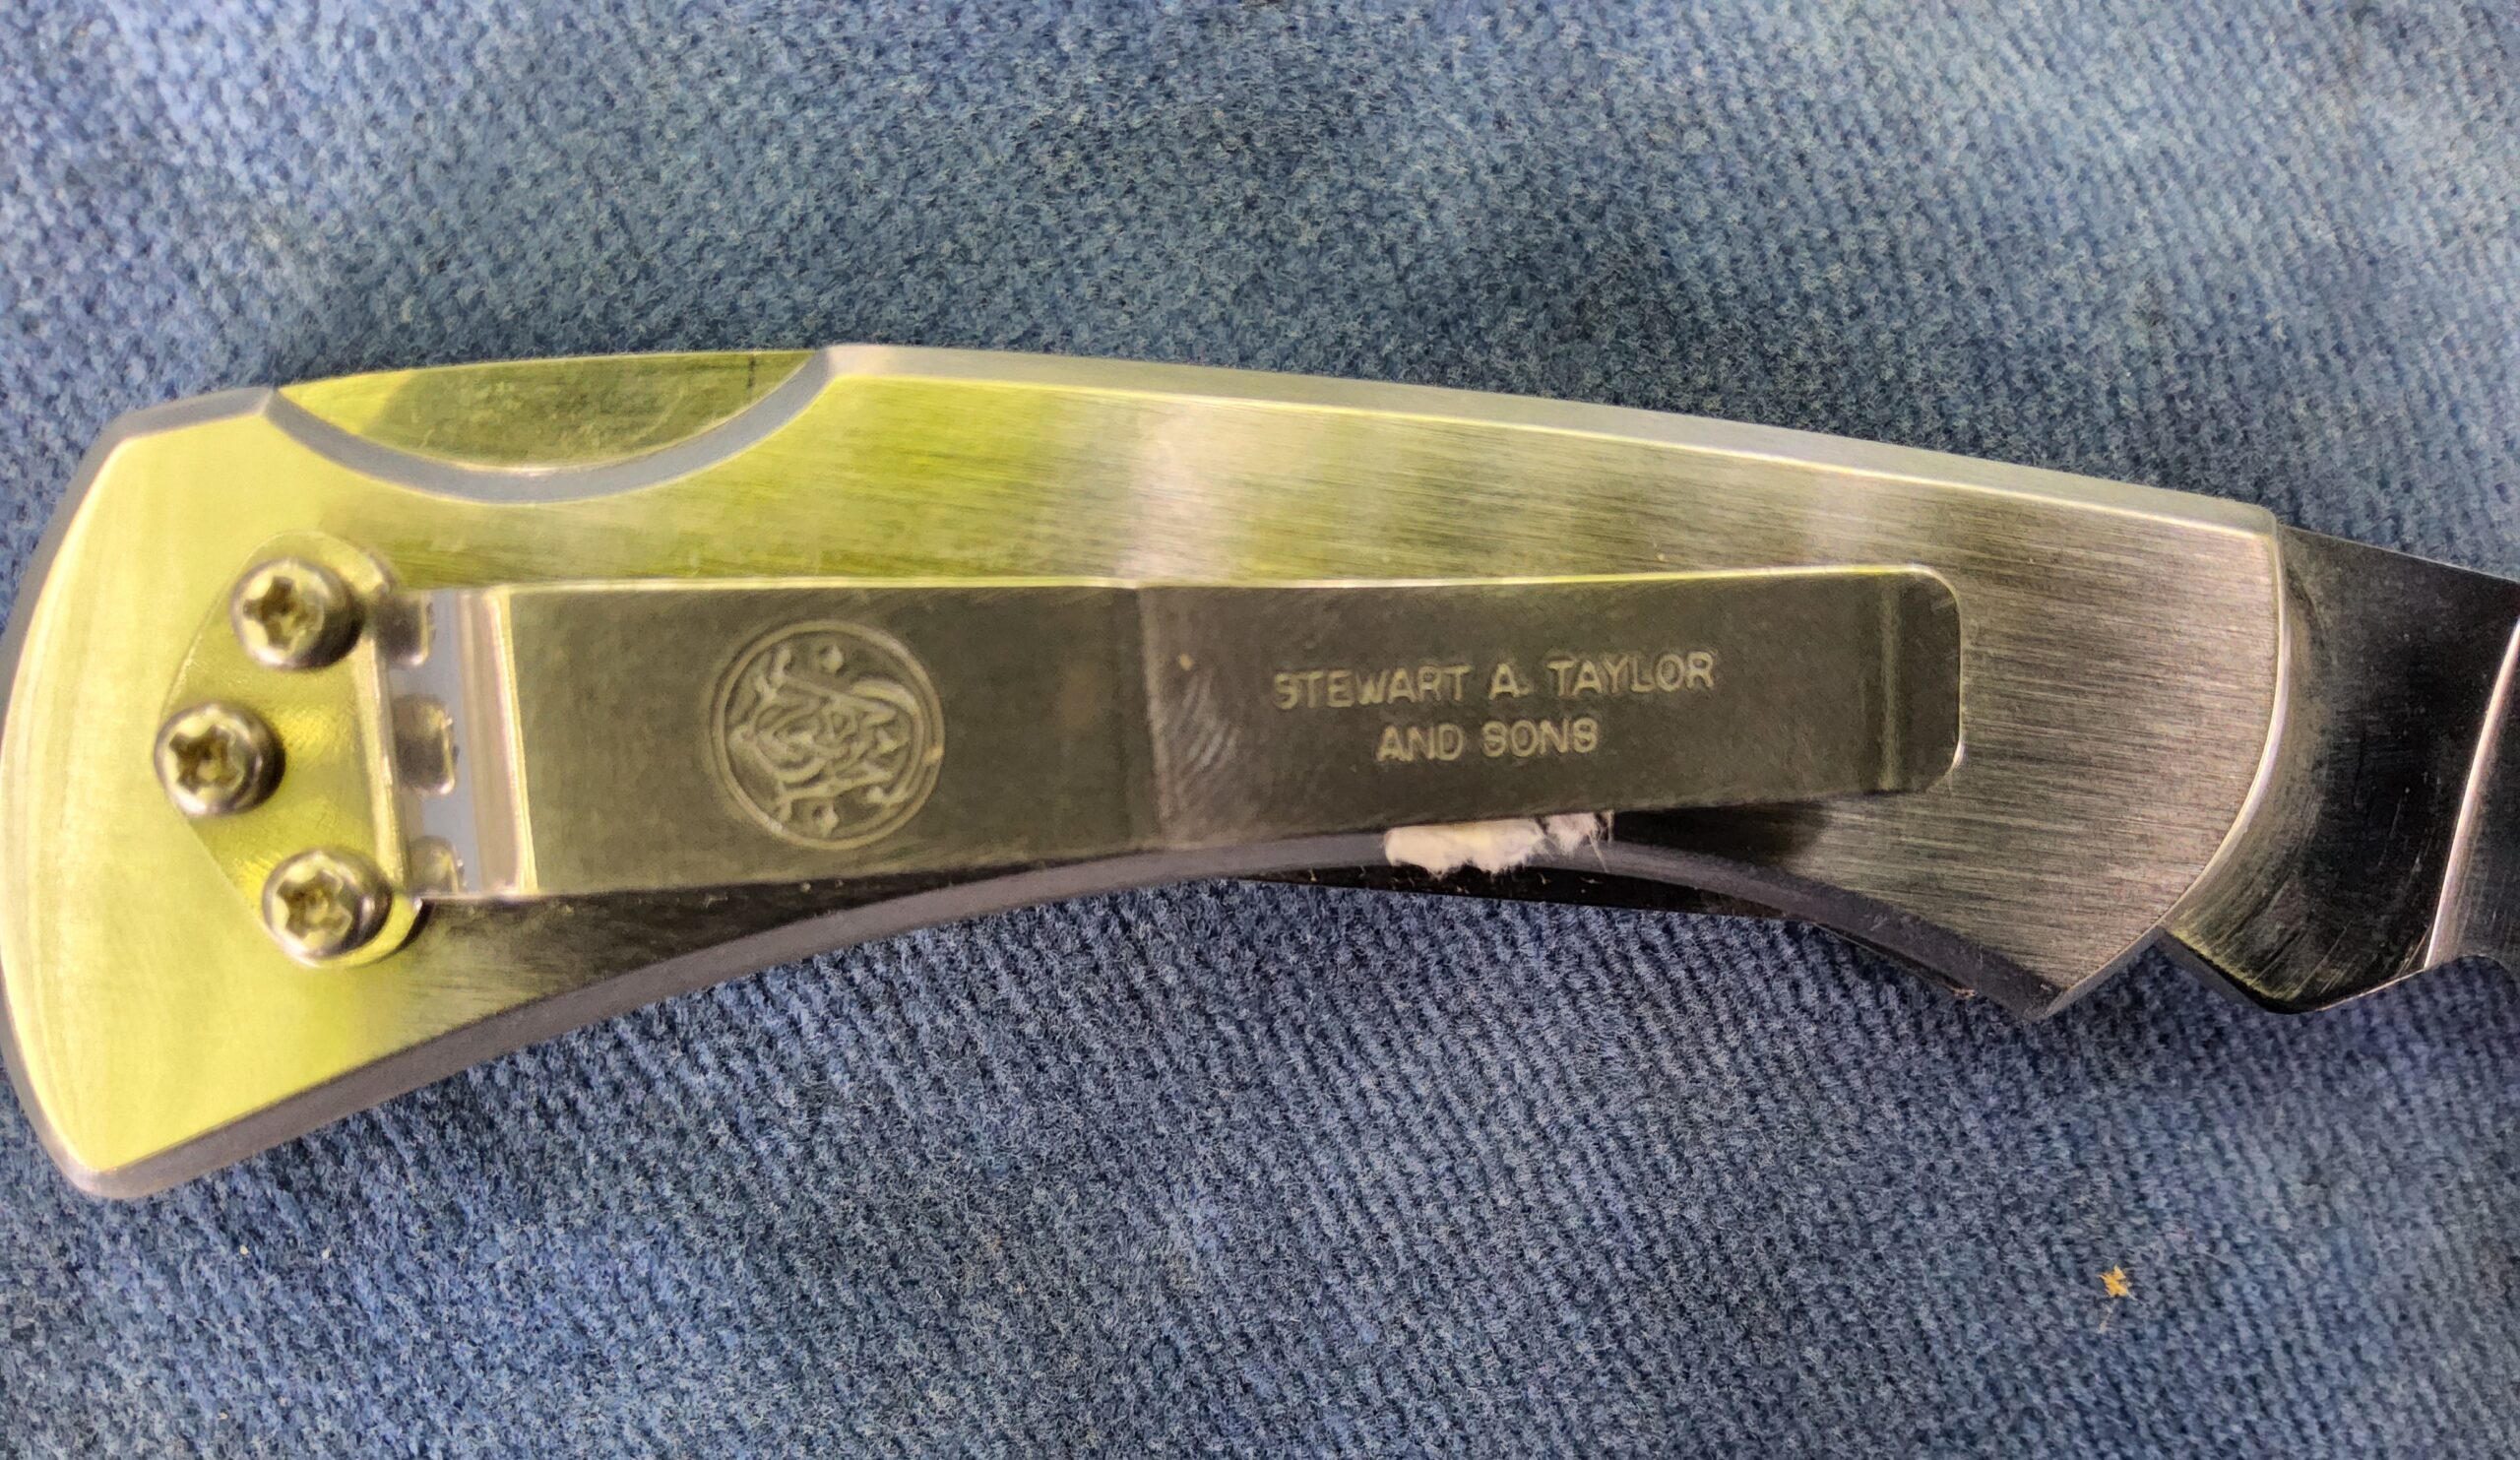 STEWART A. TAYLOR
AND SONS